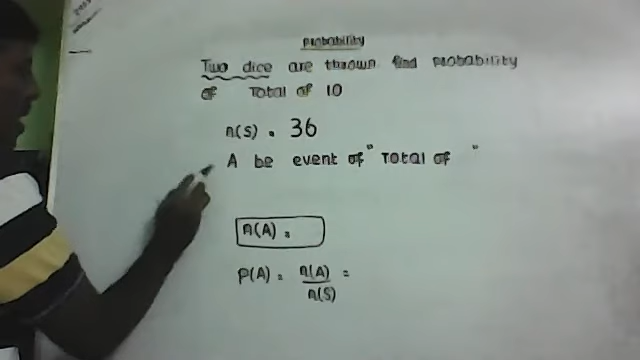 Probability
Two dice are thrown find probability
of Total of 10
n(S) = 36
A be event of " Total of "
n(A) =
P(A) = n(A)/n(S) =